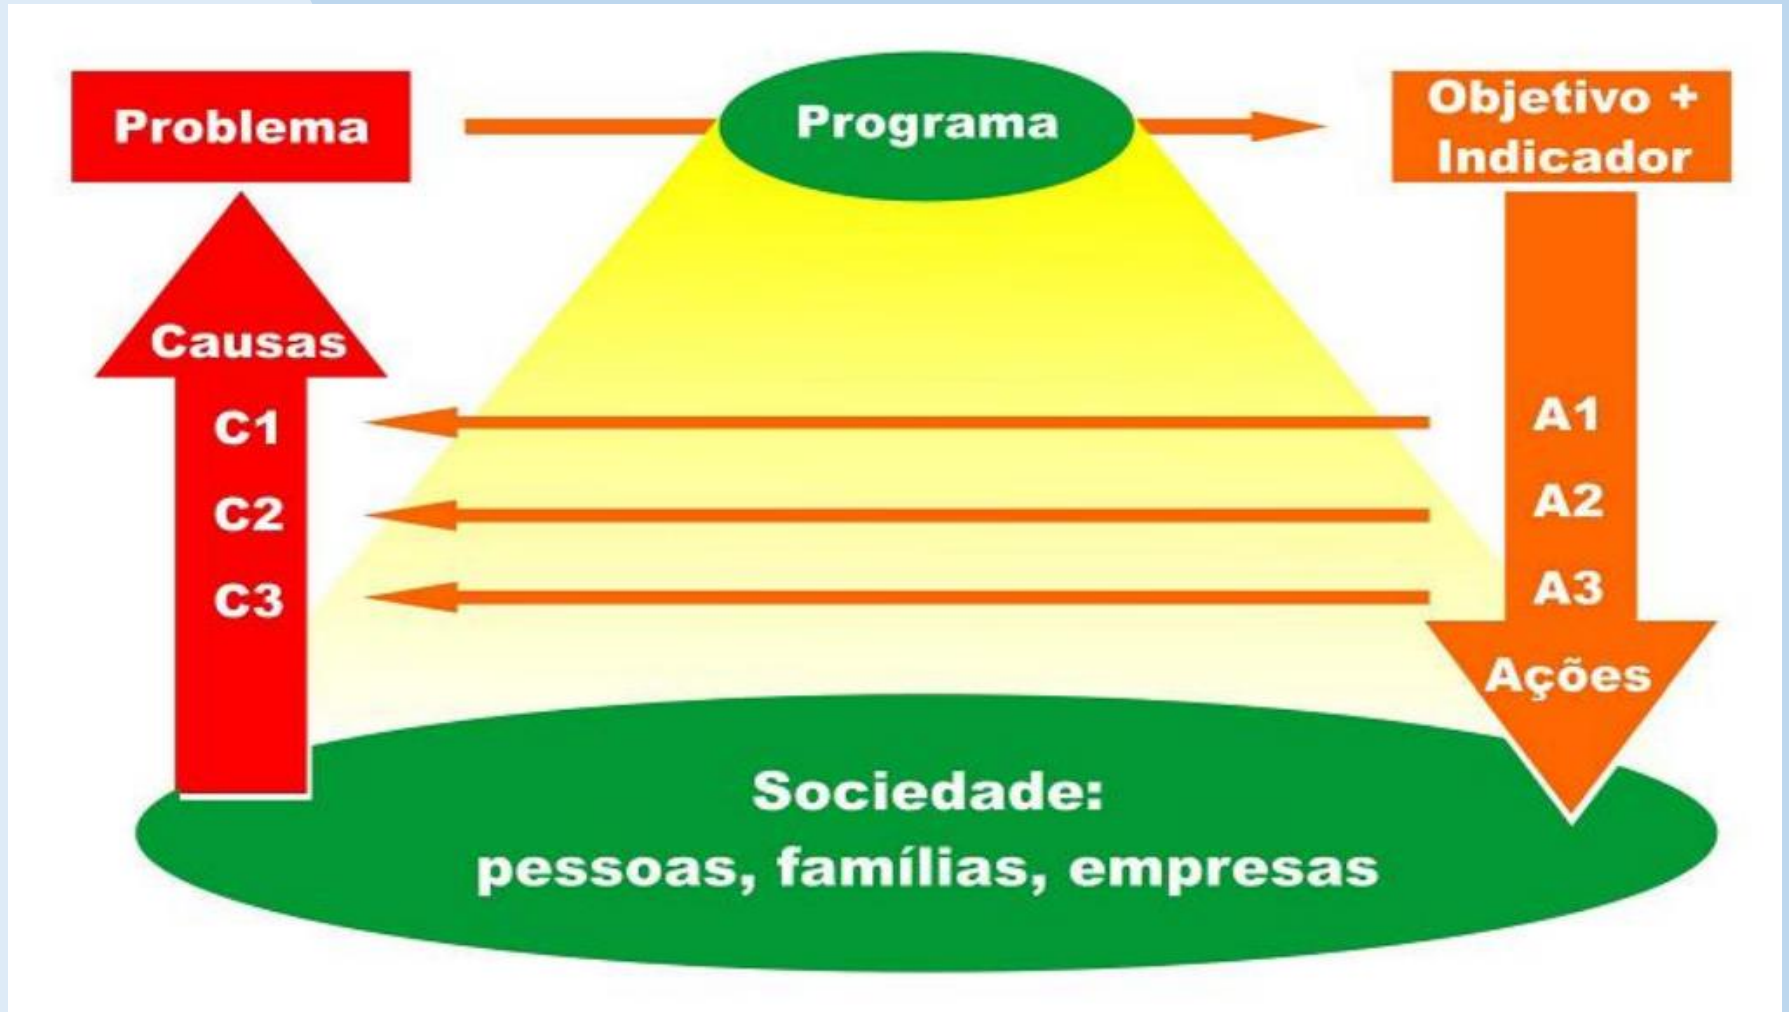 Problema
Programa
Objetivo +
Indicador
Causas
C1
C2
C3
A1
A2
A3
Ações
Sociedade:
pessoas, famílias, empresas